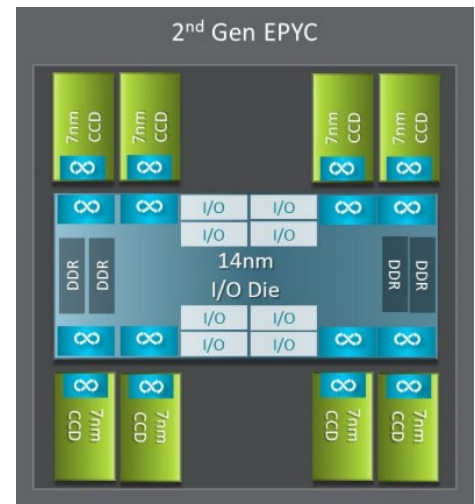 2nd Gen EPYC
7nm CCD
7nm CCD
7nm CCD
7nm CCD
∞ ∞ ∞ ∞
∞ ∞ I/O I/O ∞ ∞
I/O I/O
DDR DDR 14nm DDR DDR
I/O Die
I/O I/O
∞ ∞ I/O I/O ∞ ∞
∞ ∞ ∞ ∞
7nm CCD
7nm CCD
7nm CCD
7nm CCD